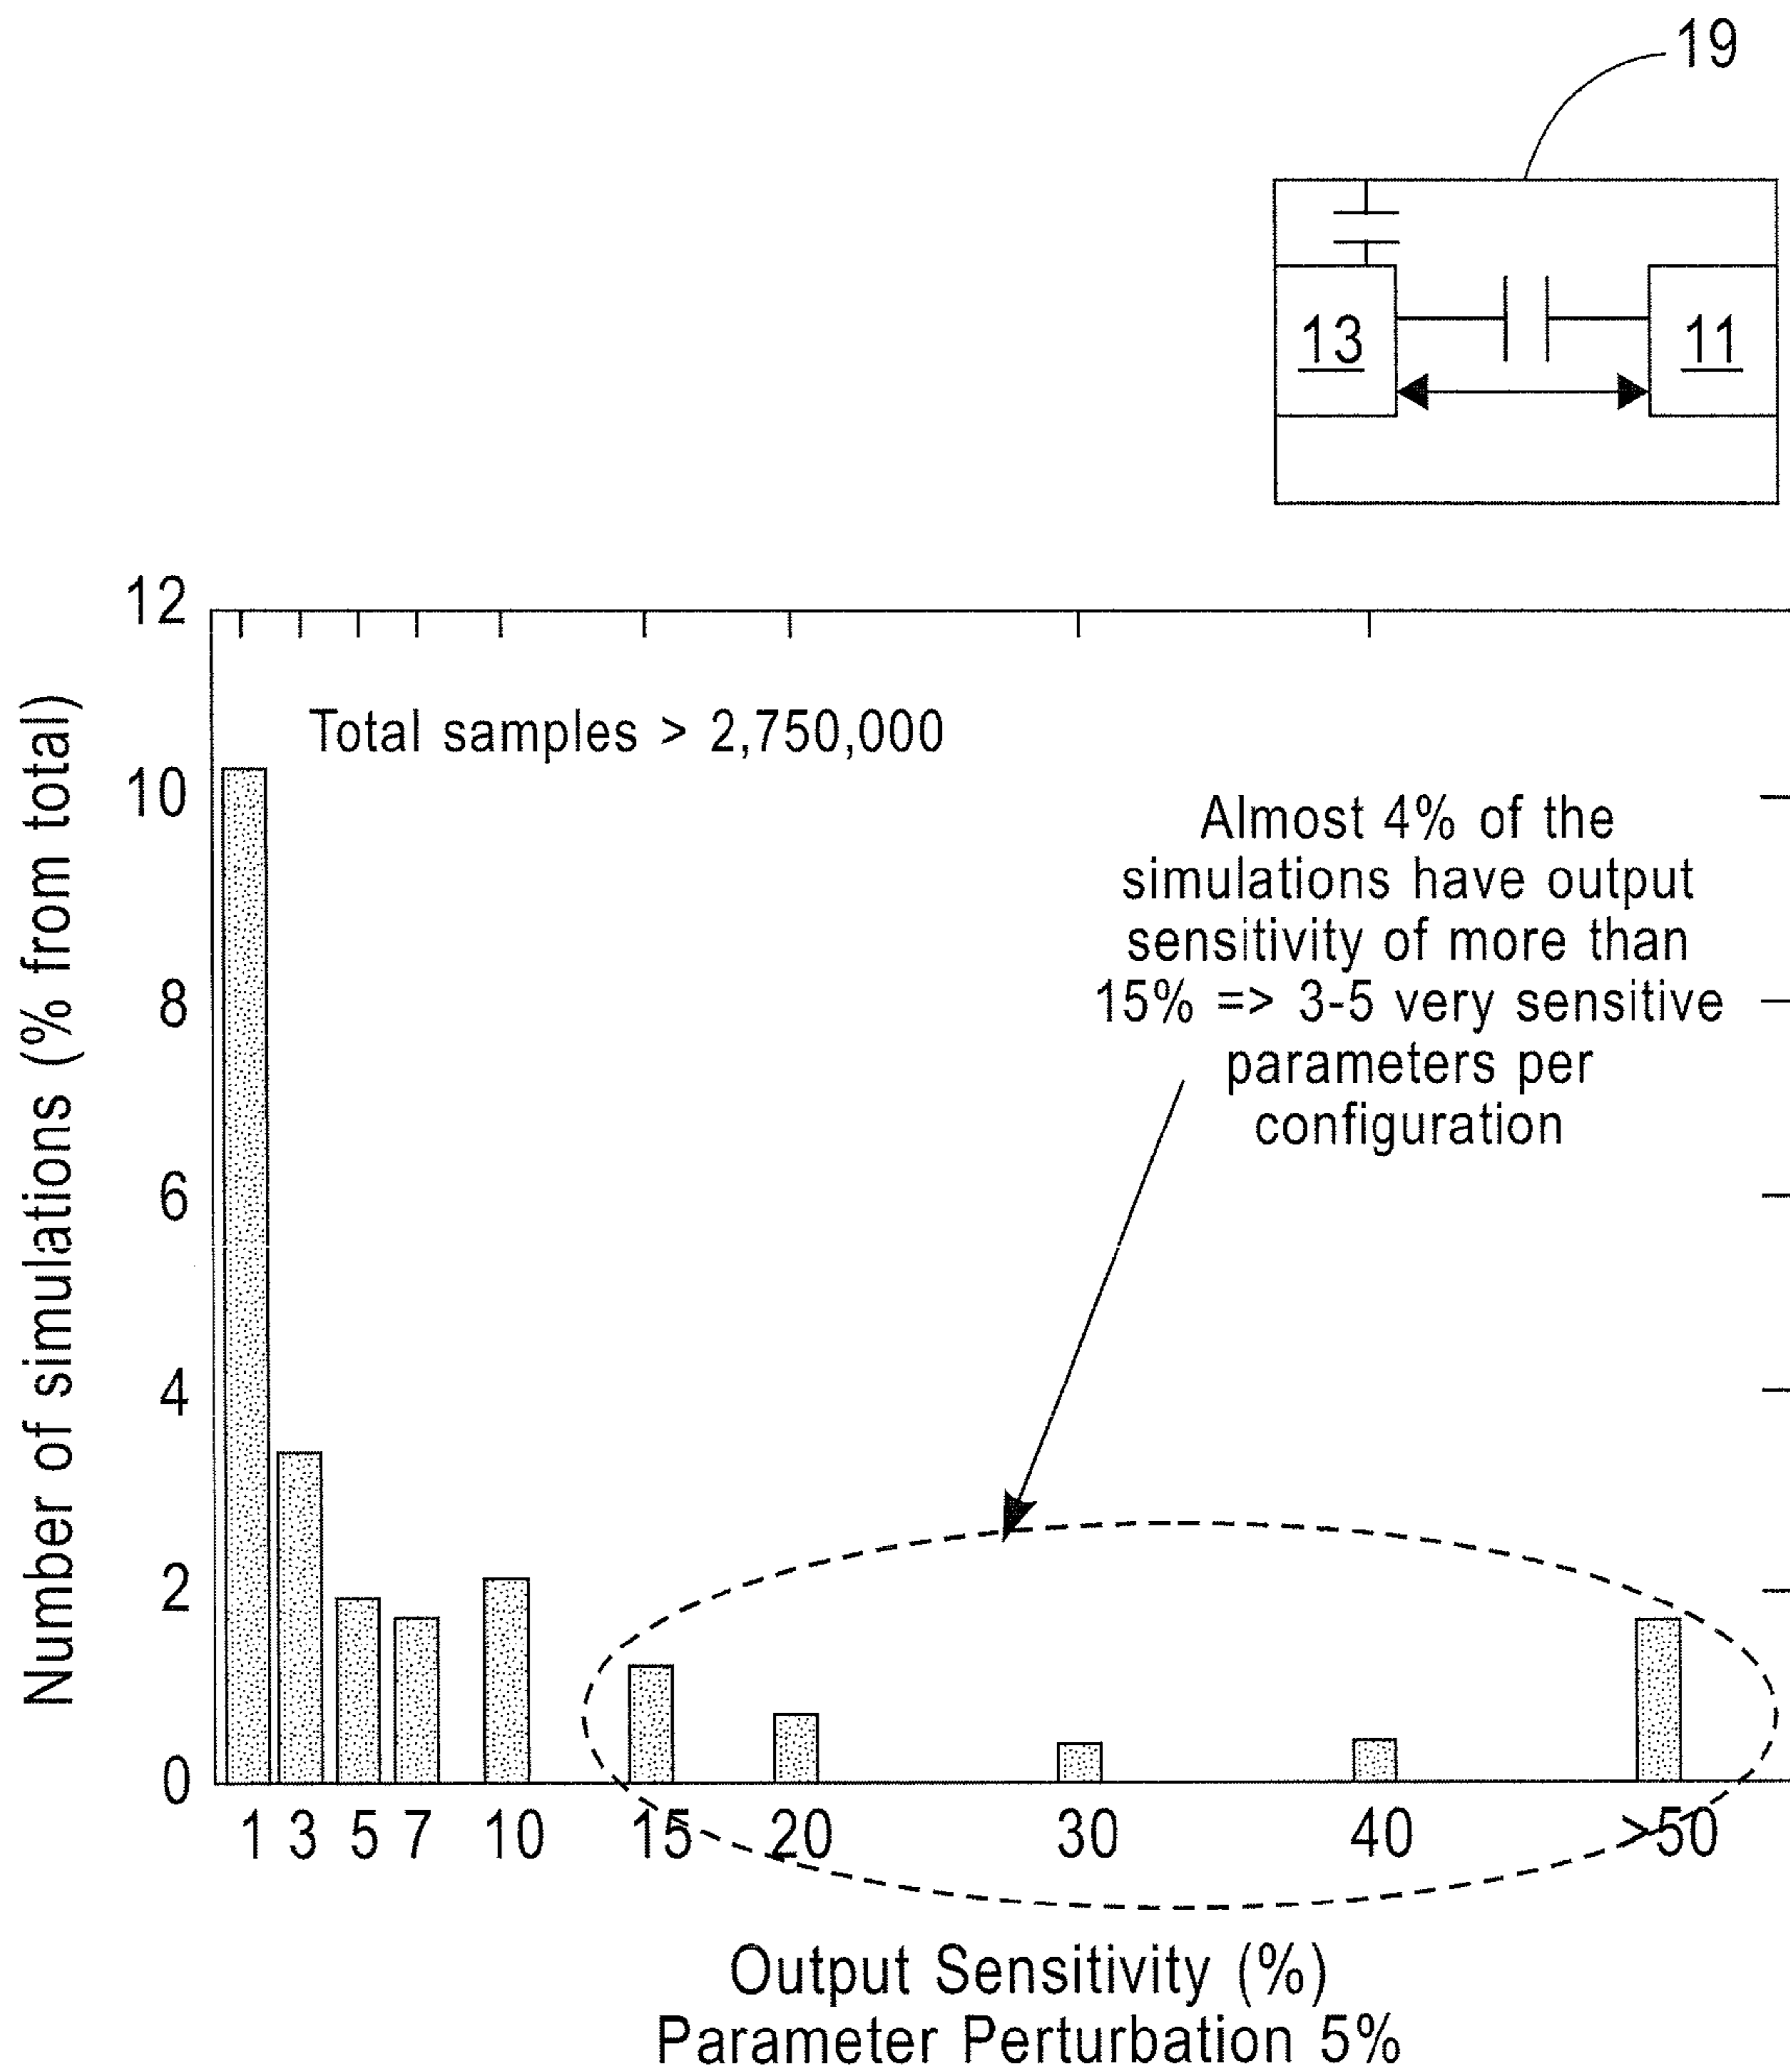 19
13
11
12
10
8
6
4
2
0
Number of simulations (% from total)
Total samples > 2,750,000
Almost 4% of the
simulations have output
sensitivity of more than
15% => 3-5 very sensitive
parameters per
configuration
1 3 5 7 10 15 20 30 40 >50
Output Sensitivity (%)
Parameter Perturbation 5%